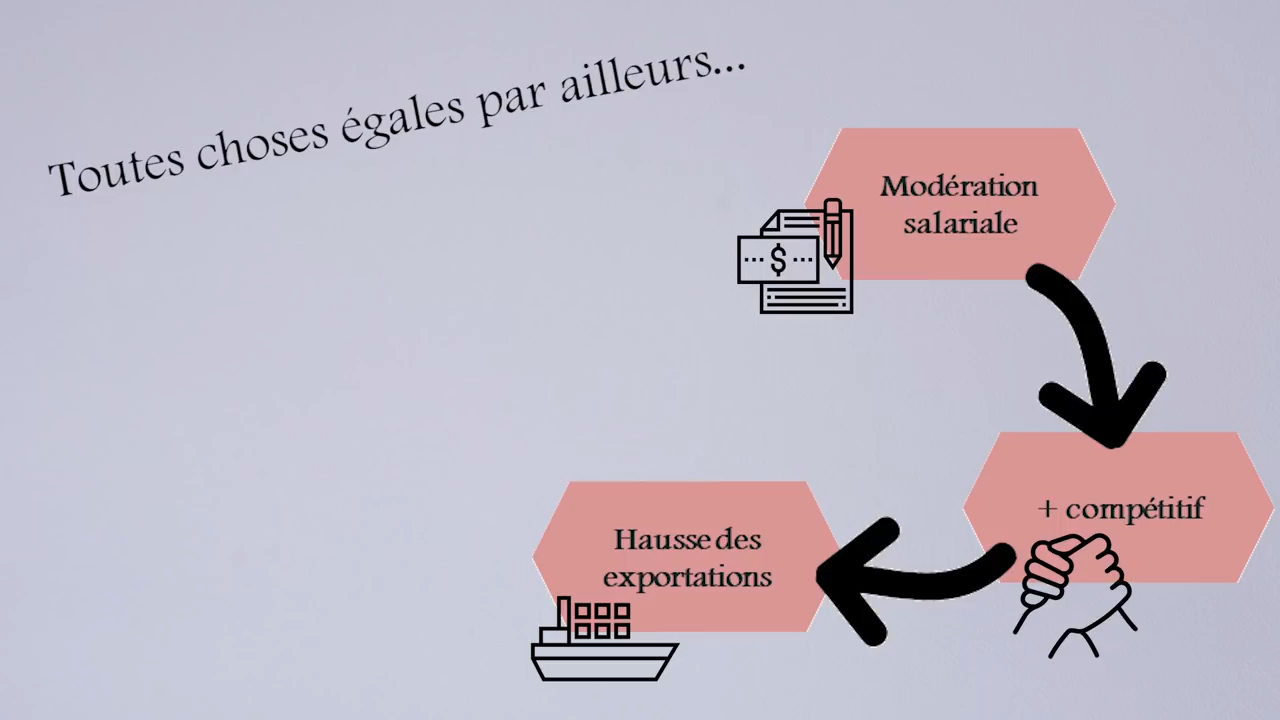 Toutes choses égales par ailleurs...
Modération
salariale
$
+ compétitif
Hausse des
exportations